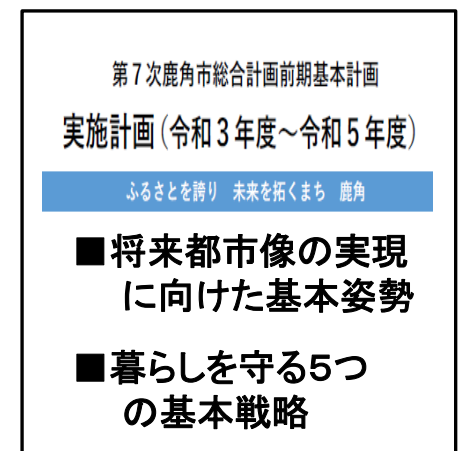 第７次鹿角市総合計画前期基本計画
実施計画（令和３年度～令和５年度）
ふるさとを誇り　未来を拓くまち　鹿角
■将来都市像の実現
に向けた基本姿勢
■暮らしを守る５つ
の基本戦略